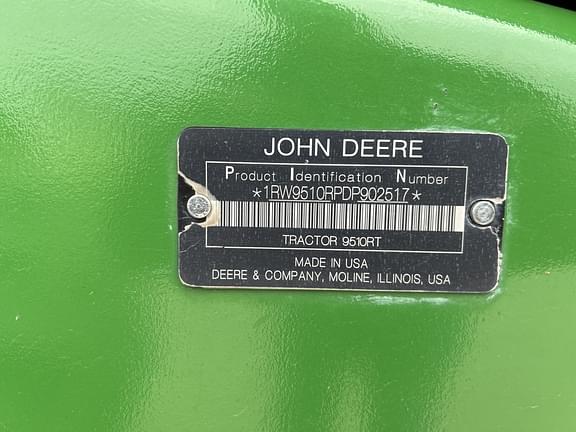 JOHN DEERE
Product Identification Number
*1RW9510RPDP902517*
TRACTOR 9510RT
MADE IN USA
DEERE & COMPANY, MOLINE, ILLINOIS, USA